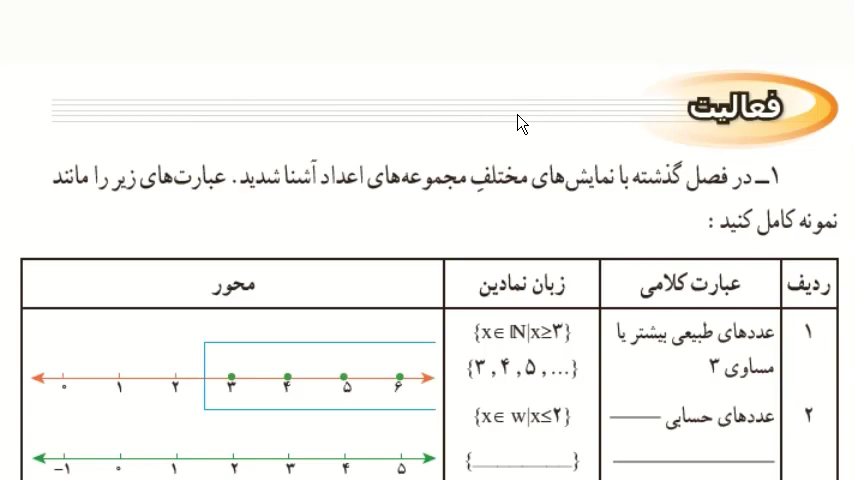 فعالیت
۱ــ در فصل گذشته با نمایش‌های مختلفِ مجموعه‌های اعداد آشنا شدید. عبارت‌های زیر را مانند
نمونه کامل کنید :
ردیف عبارت کلامی زبان نمادین محور
۱ عددهای طبیعی بیشتر یا {x∈ ℕ|x≥۳}
مساوی ۳ {۳ , ۴ , ۵ , ...}
۰ ۱ ۲ ۳ ۴ ۵ ۶
۲ عددهای حسابی ـــــــ {x∈ w|x≤۲}
ــــــــــــــــــــ {____________}
−۱ ۰ ۱ ۲ ۳ ۴ ۵